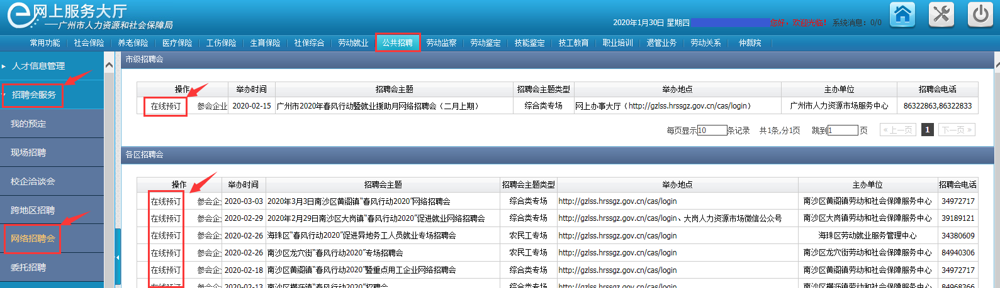 e网上服务大厅
——广州市人力资源和社会保障局
2020年1月30日 星期四 您好，欢迎光临！ 系统消息：0/0
常用功能 社会保险 养老保险 医疗保险 工伤保险 生育保险 社保综合 劳动就业 公共招聘 劳动监察 劳动鉴定 技能鉴定 技工教育 职业培训 退管业务 劳动关系 仲裁院
人才信息管理
招聘会服务
我的预定
现场招聘
校企洽谈会
跨地区招聘
网络招聘会
委托招聘
市级招聘会
操作 举办时间 招聘会主题 招聘会主题类型 举办地点 主办单位 招聘会电话
在线预订 参会企业 2020-02-15 广州市2020年春风行动暨就业援助月网络招聘会（二月上期） 综合类专场 网上办事大厅（http://gzlss.hrssgz.gov.cn/cas/login） 广州市人力资源市场服务中心 86322863,86322833
每页显示10条记录 共1条,分1页 跳到1页 « 上一页 1 下一页 »
各区招聘会
操作 举办时间 招聘会主题 招聘会主题类型 举办地点 主办单位 招聘会电话
在线预订 参会企 2020-03-03 2020年3月3日南沙区黄阁镇“春风行动2020”网络招聘会 综合类专场 http://gzlss.hrssgz.gov.cn/cas/login 南沙区黄阁镇劳动和社会保障服务中心 34972717
在线预订 参会企 2020-02-29 2020年2月29日南沙区大岗镇“春风行动2020”促进就业网络招聘会 综合类专场 http://gzlss.hrssgz.gov.cn/cas/login、大岗人力资源市场微信公众号 南沙区大岗镇劳动和社会保障服务中心 39189121
在线预订 参会企 2020-02-26 海珠区“春风行动2020”促进异地务工人员就业专场招聘会 农民工专场 http://gzlss.hrssgz.gov.cn/cas/login 海珠区劳动就业服务管理中心 34380609
在线预订 参会企 2020-02-26 南沙区龙穴街“春风行动2020”专场招聘会 农民工专场 http://gzlss.hrssgz.gov.cn/cas/login 南沙区龙穴街劳动和社会保障服务中心 84940306
在线预订 参会企 2020-02-18 南沙区黄阁镇“春风行动2020”暨重点用工企业网络招聘会 综合类专场 http://gzlss.hrssgz.gov.cn/cas/login 南沙区黄阁镇劳动和社会保障服务中心 34972717
在线预订 参会企 2020-02-13 南沙区横沥镇“春风行动2020”招聘会 综合类专场 http://gzlss.hrssgz.gov.cn/cas/login 南沙区横沥镇劳动和社会保障服务中心 84968366